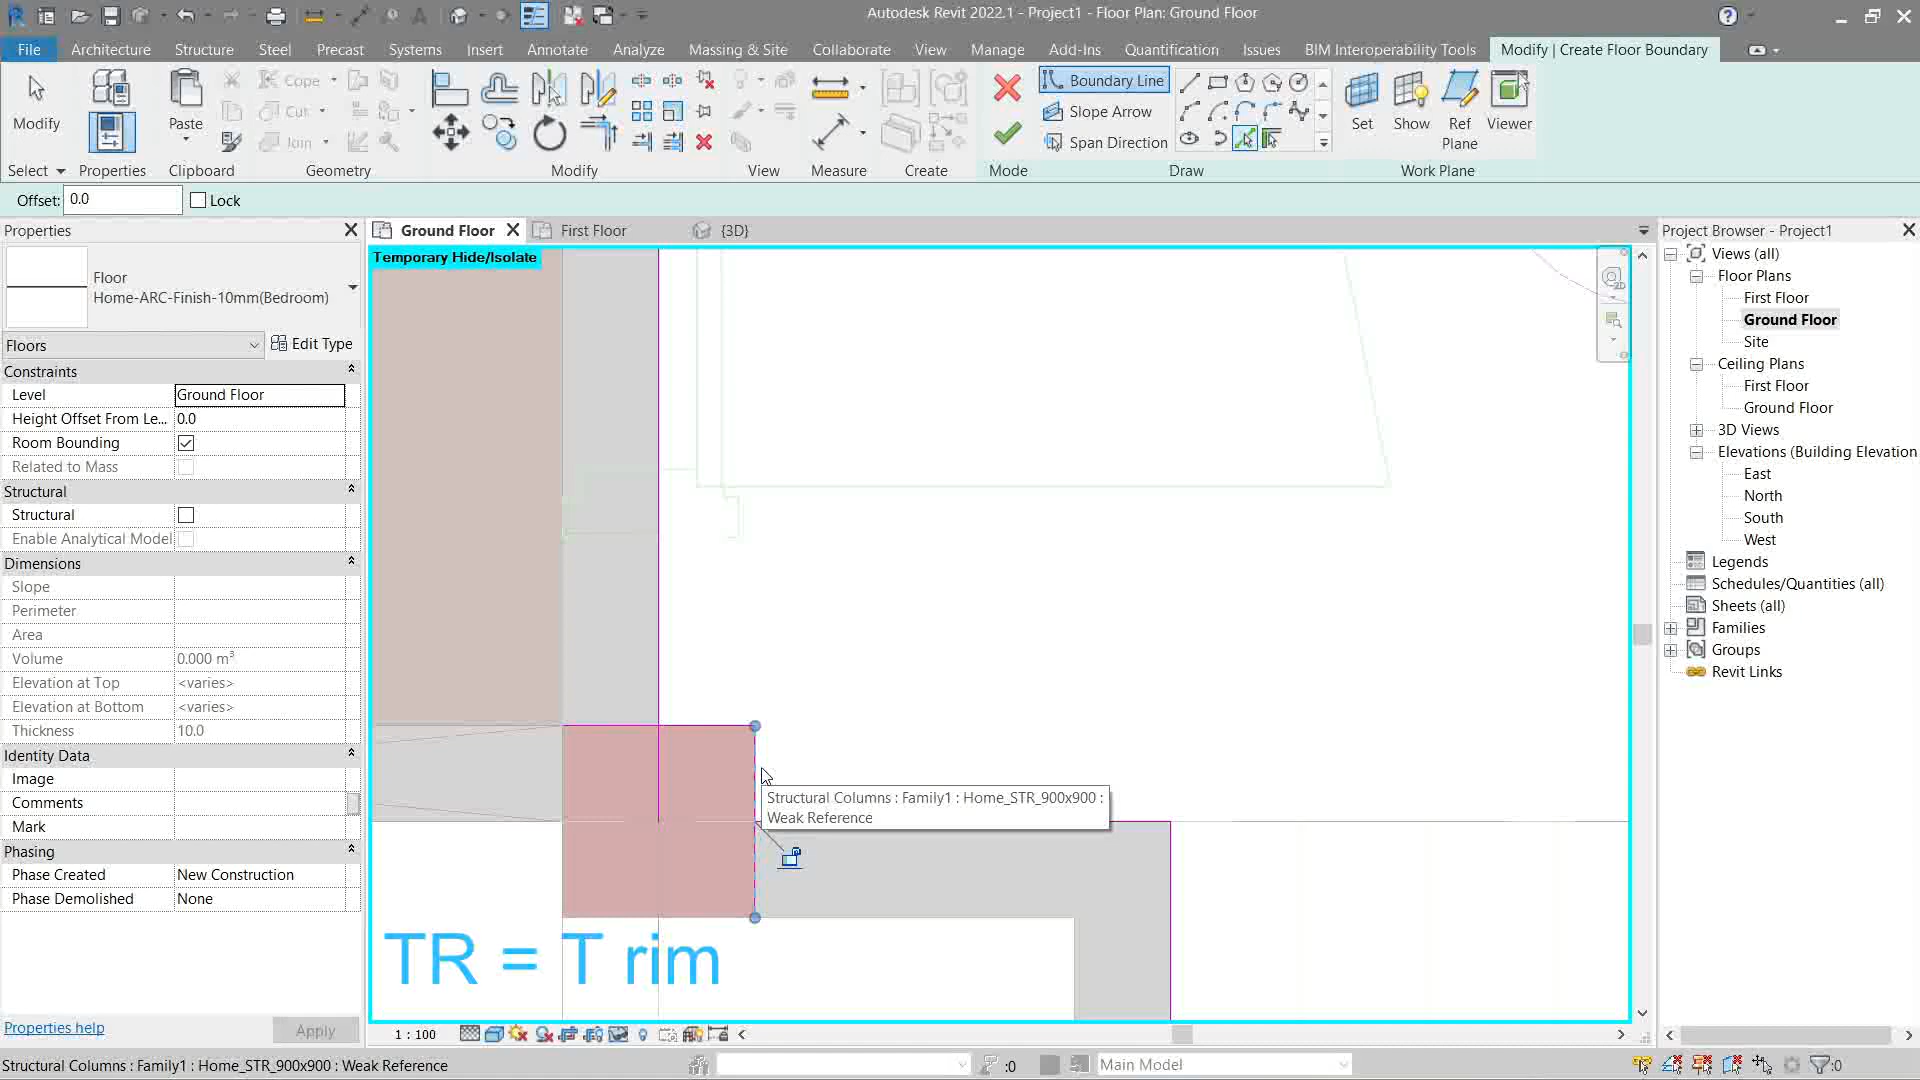 Autodesk Revit 2022.1 - Project1 - Floor Plan: Ground Floor
File Architecture Structure Steel Precast Systems Insert Annotate Analyze Massing & Site Collaborate View Manage Add-Ins Quantification Issues BIM Interoperability Tools Modify | Create Floor Boundary
Modify
Paste
Cope
Cut
Join
Boundary Line
Slope Arrow
Span Direction
Set Show Ref Plane Viewer
Select Properties Clipboard Geometry Modify View Measure Create Mode Draw Work Plane
Offset: 0.0 Lock
Properties
Floor
Home-ARC-Finish-10mm(Bedroom)
Floors Edit Type
Constraints
Level Ground Floor
Height Offset From Le... 0.0
Room Bounding
Related to Mass
Structural
Structural
Enable Analytical Model
Dimensions
Slope
Perimeter
Area
Volume 0.000 m³
Elevation at Top <varies>
Elevation at Bottom <varies>
Thickness 10.0
Identity Data
Image
Comments
Mark
Phasing
Phase Created New Construction
Phase Demolished None
Properties help Apply
Ground Floor First Floor {3D}
Temporary Hide/Isolate
2D
Structural Columns : Family1 : Home_STR_900x900 :
Weak Reference
TR = T rim
1 : 100
Project Browser - Project1
Views (all)
Floor Plans
First Floor
Ground Floor
Site
Ceiling Plans
First Floor
Ground Floor
3D Views
Elevations (Building Elevation
East
North
South
West
Legends
Schedules/Quantities (all)
Sheets (all)
Families
Groups
Revit Links
Structural Columns : Family1 : Home_STR_900x900 : Weak Reference
:0
Main Model
:0